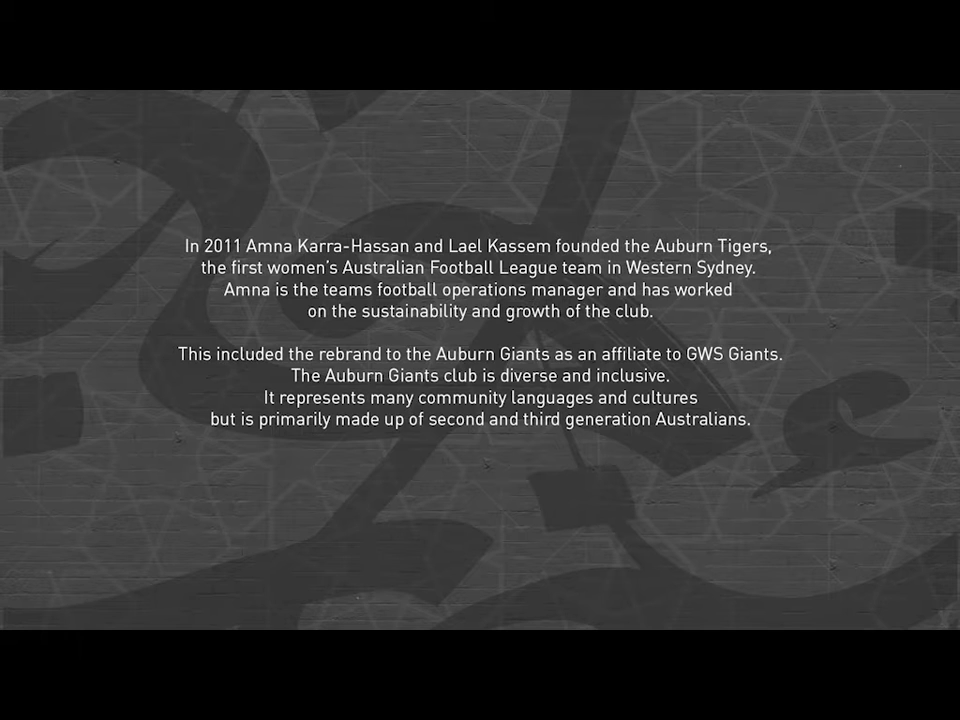 In 2011 Amna Karra-Hassan and Lael Kassem founded the Auburn Tigers,
the first women's Australian Football League team in Western Sydney.
Amna is the teams football operations manager and has worked
on the sustainability and growth of the club.
This included the rebrand to the Auburn Giants as an affiliate to GWS Giants.
The Auburn Giants club is diverse and inclusive.
It represents many community languages and cultures
but is primarily made up of second and third generation Australians.